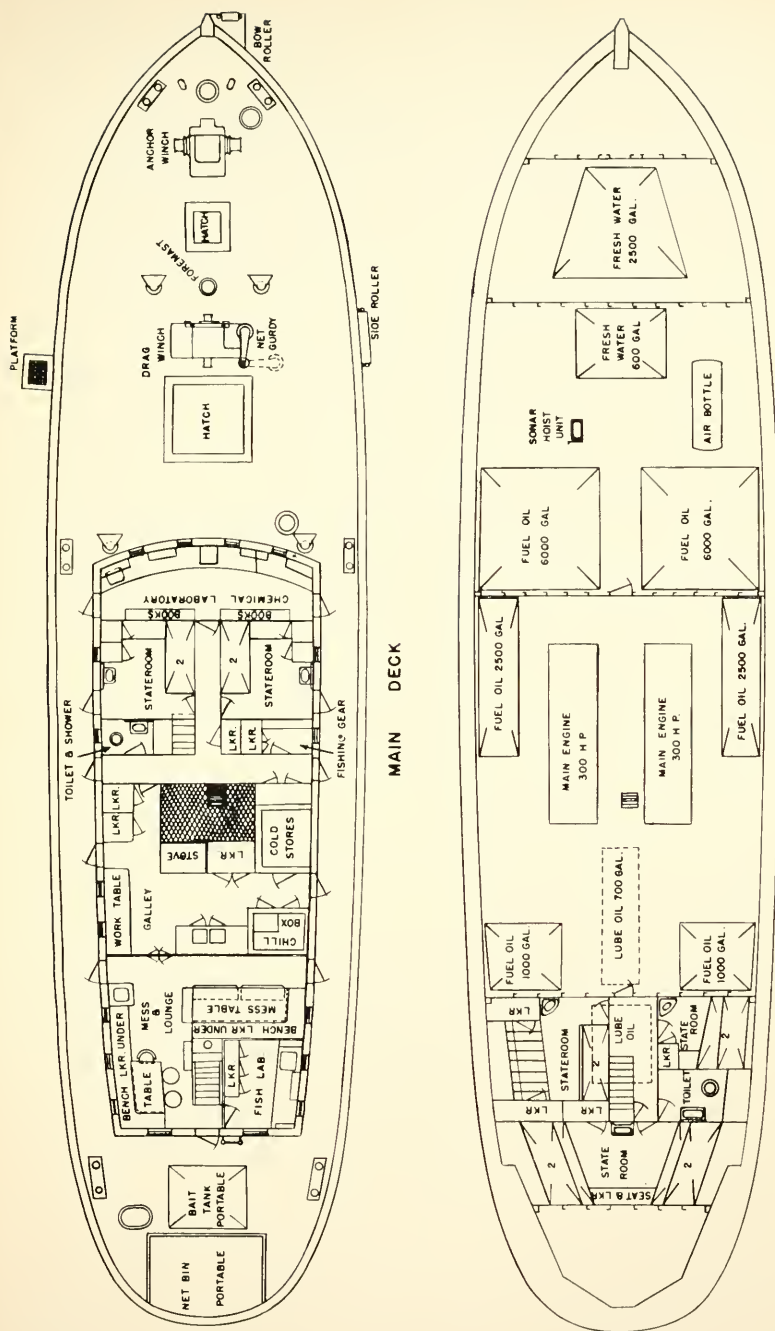 BOW
ROLLER
ANCHOR
WINCH
HATCH
FOREMAST
PLATFORM
DRAG
WINCH
NET
GURDY
SIDE ROLLER
HATCH
CHEMICAL LABORATORY
BOOKS
BOOKS
STATEROOM
2
2
STATEROOM
TOILET & SHOWER
LKR.
LKR.
FISHING GEAR
LKR.
LKR.
STOVE
LKR
COLD
STORES
WORK TABLE
GALLEY
CHILL
BOX
MESS
&
LOUNGE
MESS TABLE
BENCH LKR UNDER
BENCH LKR. UNDER
TABLE
LKR
FISH LAB
BAIT
TANK
PORTABLE
NET BIN
PORTABLE
MAIN DECK
FRESH WATER
2500 GAL.
FRESH
WATER
600 GAL
SONAR
HOIST
UNIT
AIR BOTTLE
FUEL OIL
6000 GAL
FUEL OIL
6000 GAL.
FUEL OIL 2500 GAL
FUEL OIL 2500 GAL.
MAIN ENGINE
300 H P.
MAIN ENGINE
300 H P.
LUBE OIL 700 GAL.
FUEL OIL
1000 GAL.
FUEL OIL
1000 GAL.
LKR
STATEROOM
2
LUBE
OIL
LKR
STATE
ROOM
2
TOILET
LKR
LKR
2
STATE
ROOM
SEAT & LKR
2